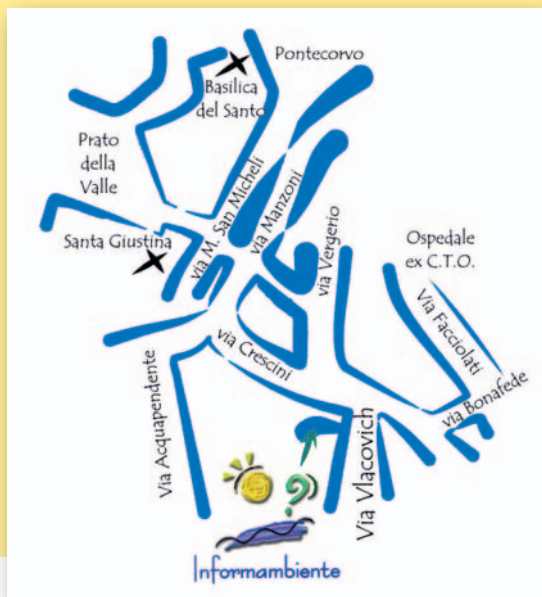 Pontecorvo
Basilica
del Santo
Prato
della
Valle
via M. San Micheli
via Manzoni
Santa Giustina
via Vergerio
Ospedale
ex C.T.O.
Via Facciolati
via Crescini
via Bonafede
Via Acquapendente
Via Vlacovich
Informambiente